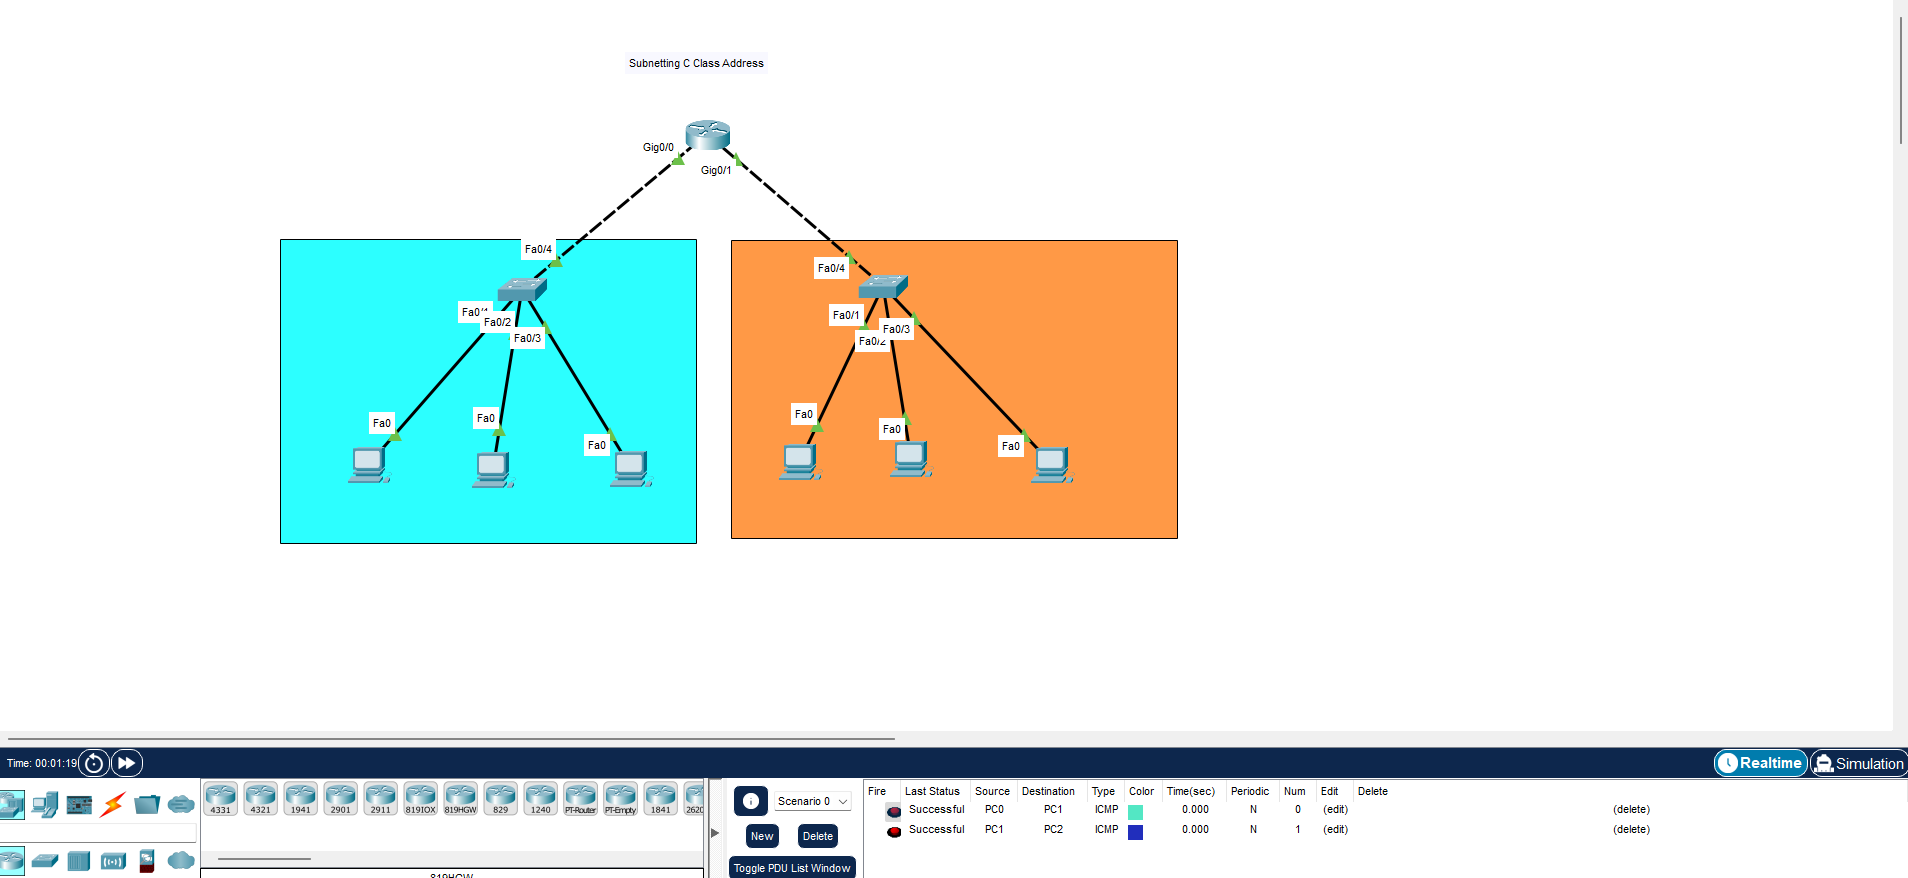 Subnetting C Class Address
Gig0/0
Gig0/1
Fa0/4
Fa0/4
Fa0/1
Fa0/2
Fa0/3
Fa0/1
Fa0/3
Fa0/2
Fa0
Fa0
Fa0
Fa0
Fa0
Fa0
Time: 00:01:19
Realtime
Simulation
4331 4321 1941 2901 2911 819IOX 819HGW 829 1240 PT-Router PT-Empty 1841
819HGW
Scenario 0
New Delete
Toggle PDU List Window
Fire Last Status Source Destination Type Color Time(sec) Periodic Num Edit Delete
Successful PC0 PC1 ICMP 0.000 N 0 (edit) (delete)
Successful PC1 PC2 ICMP 0.000 N 1 (edit) (delete)